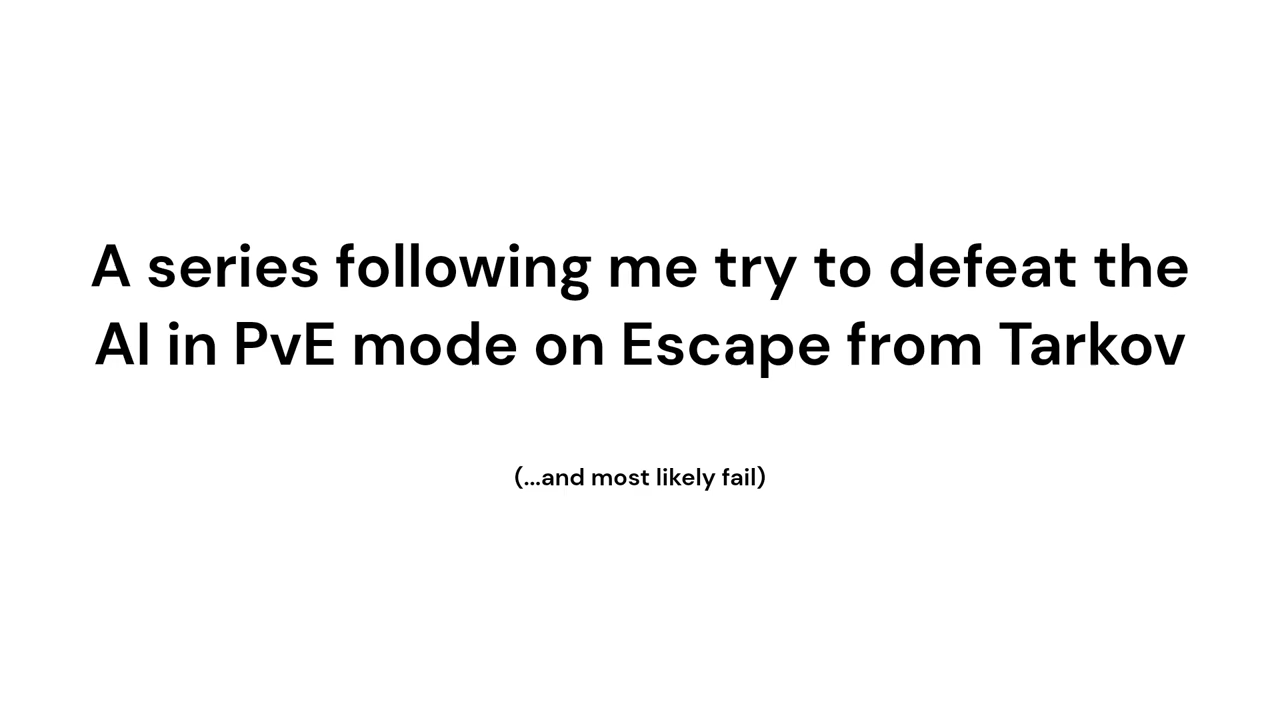 A series following me try to defeat the
AI in PvE mode on Escape from Tarkov
(...and most likely fail)